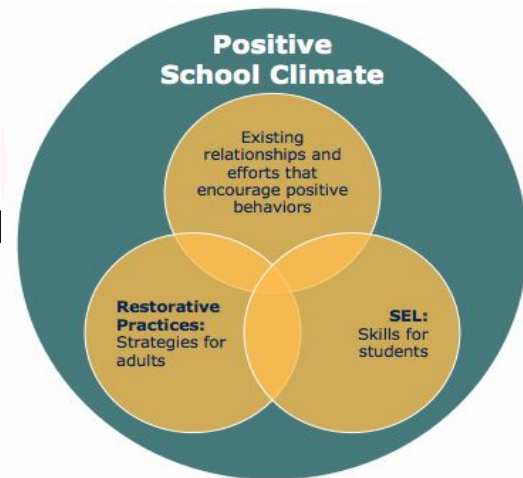 Positive
School Climate
Existing
relationships and
efforts that
encourage positive
behaviors
Restorative
Practices:
Strategies for
adults
SEL:
Skills for
students